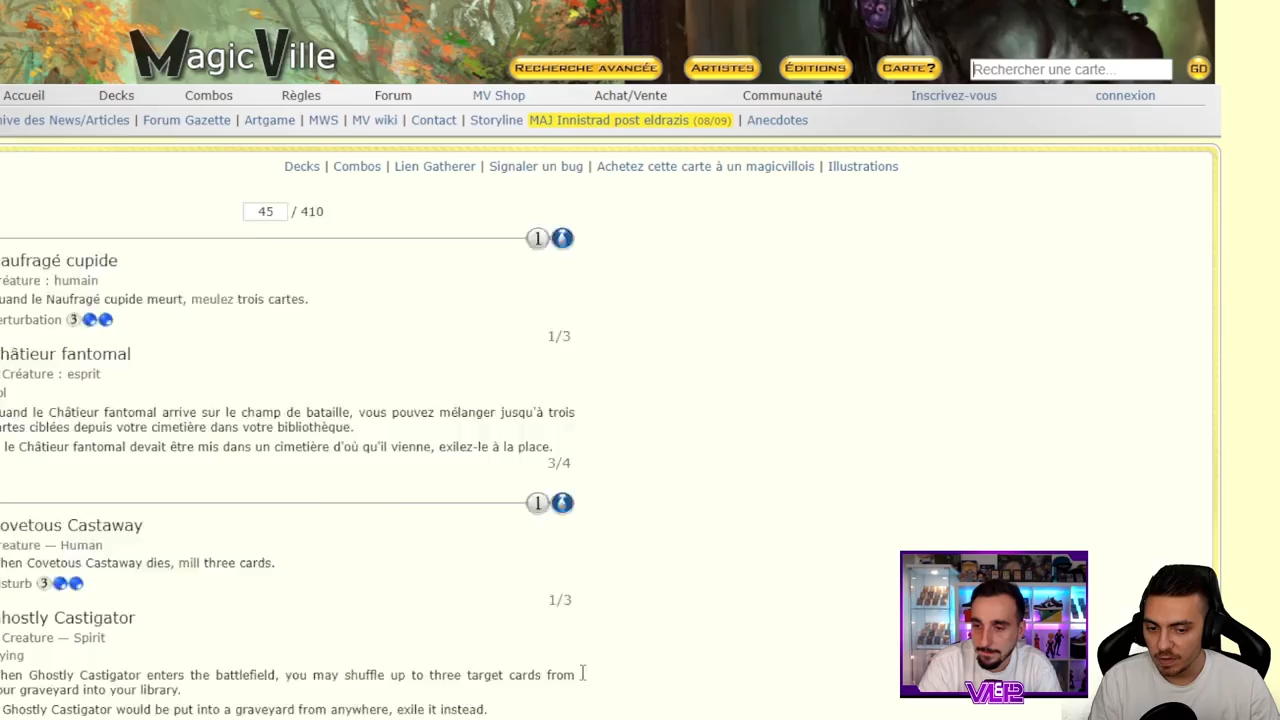 MagicVille
RECHERCHE AVANCÉE ARTISTES ÉDITIONS CARTE? Rechercher une carte... GO
Accueil Decks Combos Règles Forum MV Shop Achat/Vente Communauté Inscrivez-vous connexion
ive des News/Articles | Forum Gazette | Artgame | MWS | MV wiki | Contact | Storyline MAJ Innistrad post eldrazis (08/09) | Anecdotes
Decks | Combos | Lien Gatherer | Signaler un bug | Achetez cette carte à un magicvillois | Illustrations
45 / 410
1
aufragé cupide
réature : humain
uand le Naufragé cupide meurt, meulez trois cartes.
erturbation 3
1/3
hâtieur fantomal
Créature : esprit
ol
uand le Châtieur fantomal arrive sur le champ de bataille, vous pouvez mélanger jusqu'à trois
artes ciblées depuis votre cimetière dans votre bibliothèque.
le Châtieur fantomal devait être mis dans un cimetière d'où qu'il vienne, exilez-le à la place.
3/4
1
ovetous Castaway
reature — Human
hen Covetous Castaway dies, mill three cards.
isturb 3
1/3
hostly Castigator
Creature — Spirit
ying
hen Ghostly Castigator enters the battlefield, you may shuffle up to three target cards from
our graveyard into your library.
Ghostly Castigator would be put into a graveyard from anywhere, exile it instead.